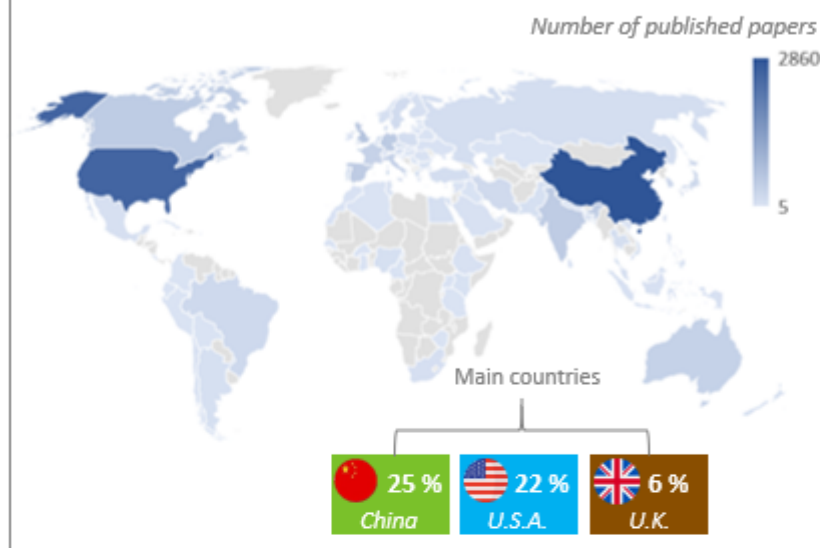 Number of published papers
2860
5
Main countries
25 %
China
22 %
U.S.A.
6 %
U.K.